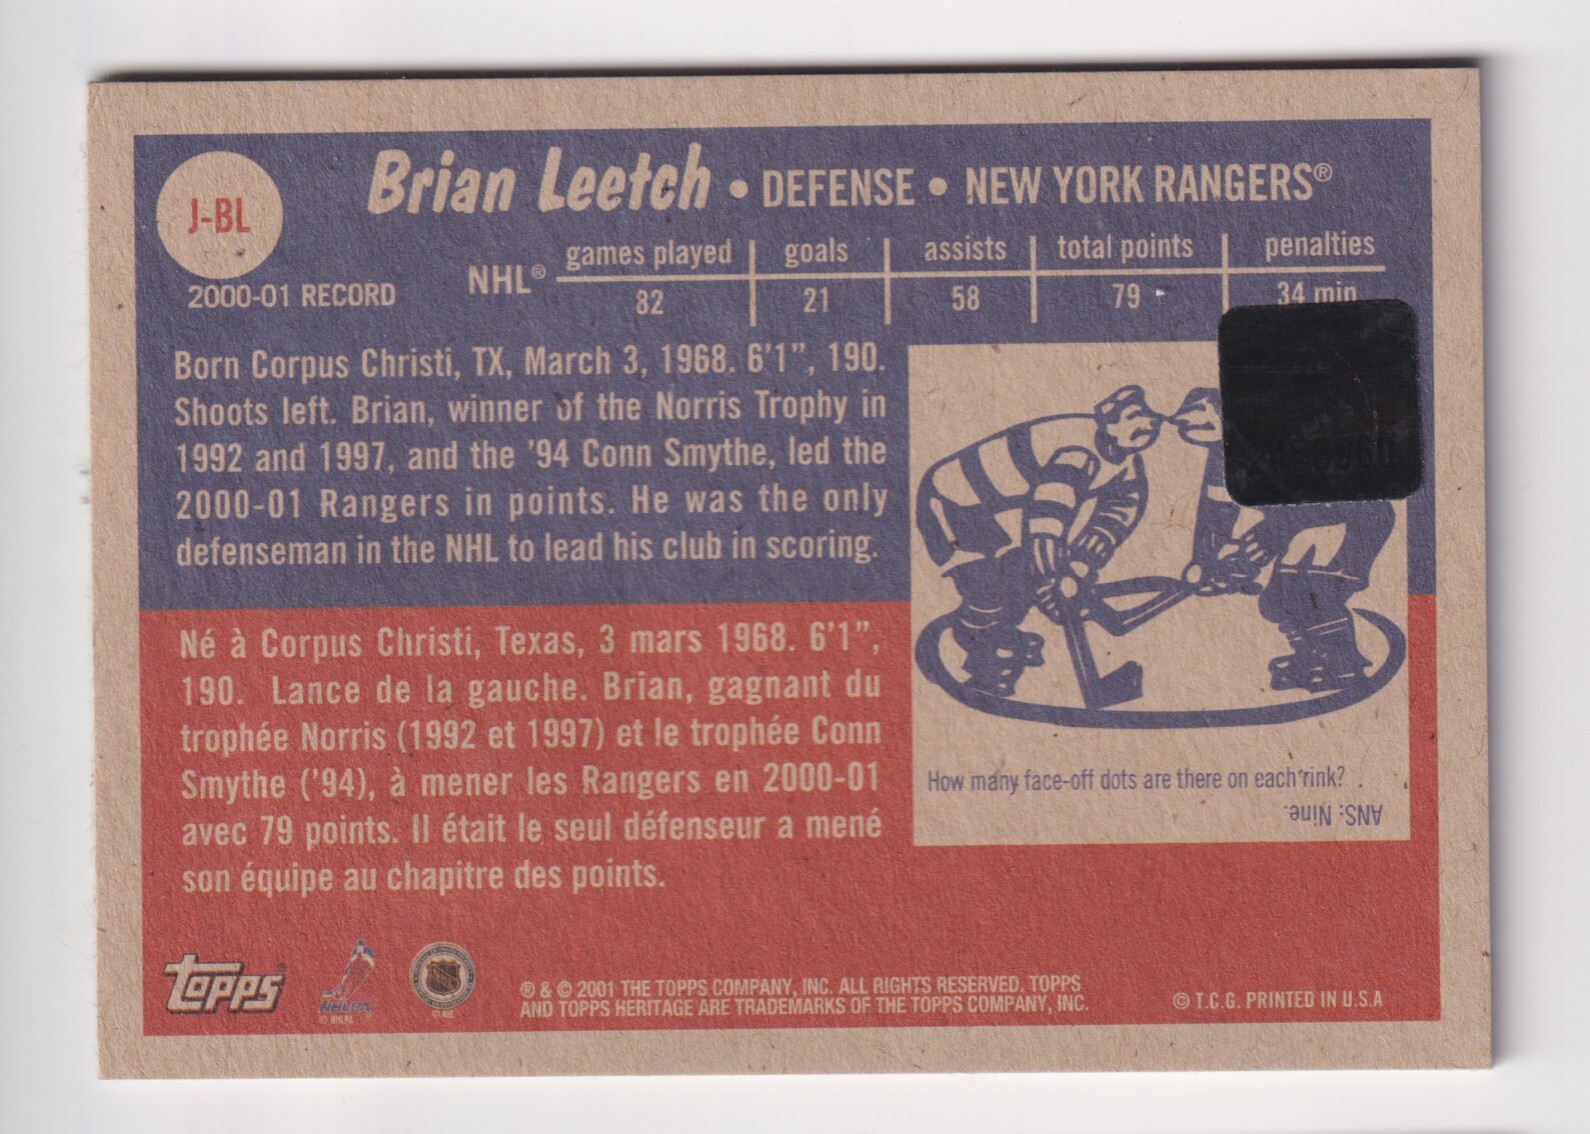 J-BL
Brian Leetch • DEFENSE • NEW YORK RANGERS®
2000-01 RECORD
NHL® games played goals assists total points penalties
82 21 58 79 34 min
Born Corpus Christi, TX, March 3, 1968. 6'1”, 190.
Shoots left. Brian, winner of the Norris Trophy in
1992 and 1997, and the ’94 Conn Smythe, led the
2000-01 Rangers in points. He was the only
defenseman in the NHL to lead his club in scoring.
Né à Corpus Christi, Texas, 3 mars 1968. 6'1”,
190. Lance de la gauche. Brian, gagnant du
trophée Norris (1992 et 1997) et le trophée Conn
Smythe (’94), à mener les Rangers en 2000-01
avec 79 points. Il était le seul défenseur a mené
son équipe au chapitre des points.
How many face-off dots are there on each rink?
ANS: Nine.
topps®
NHLPA
© NHLPA
® & © 2001 THE TOPPS COMPANY, INC. ALL RIGHTS RESERVED. TOPPS
AND TOPPS HERITAGE ARE TRADEMARKS OF THE TOPPS COMPANY, INC.
© T.C.G. PRINTED IN U.S.A